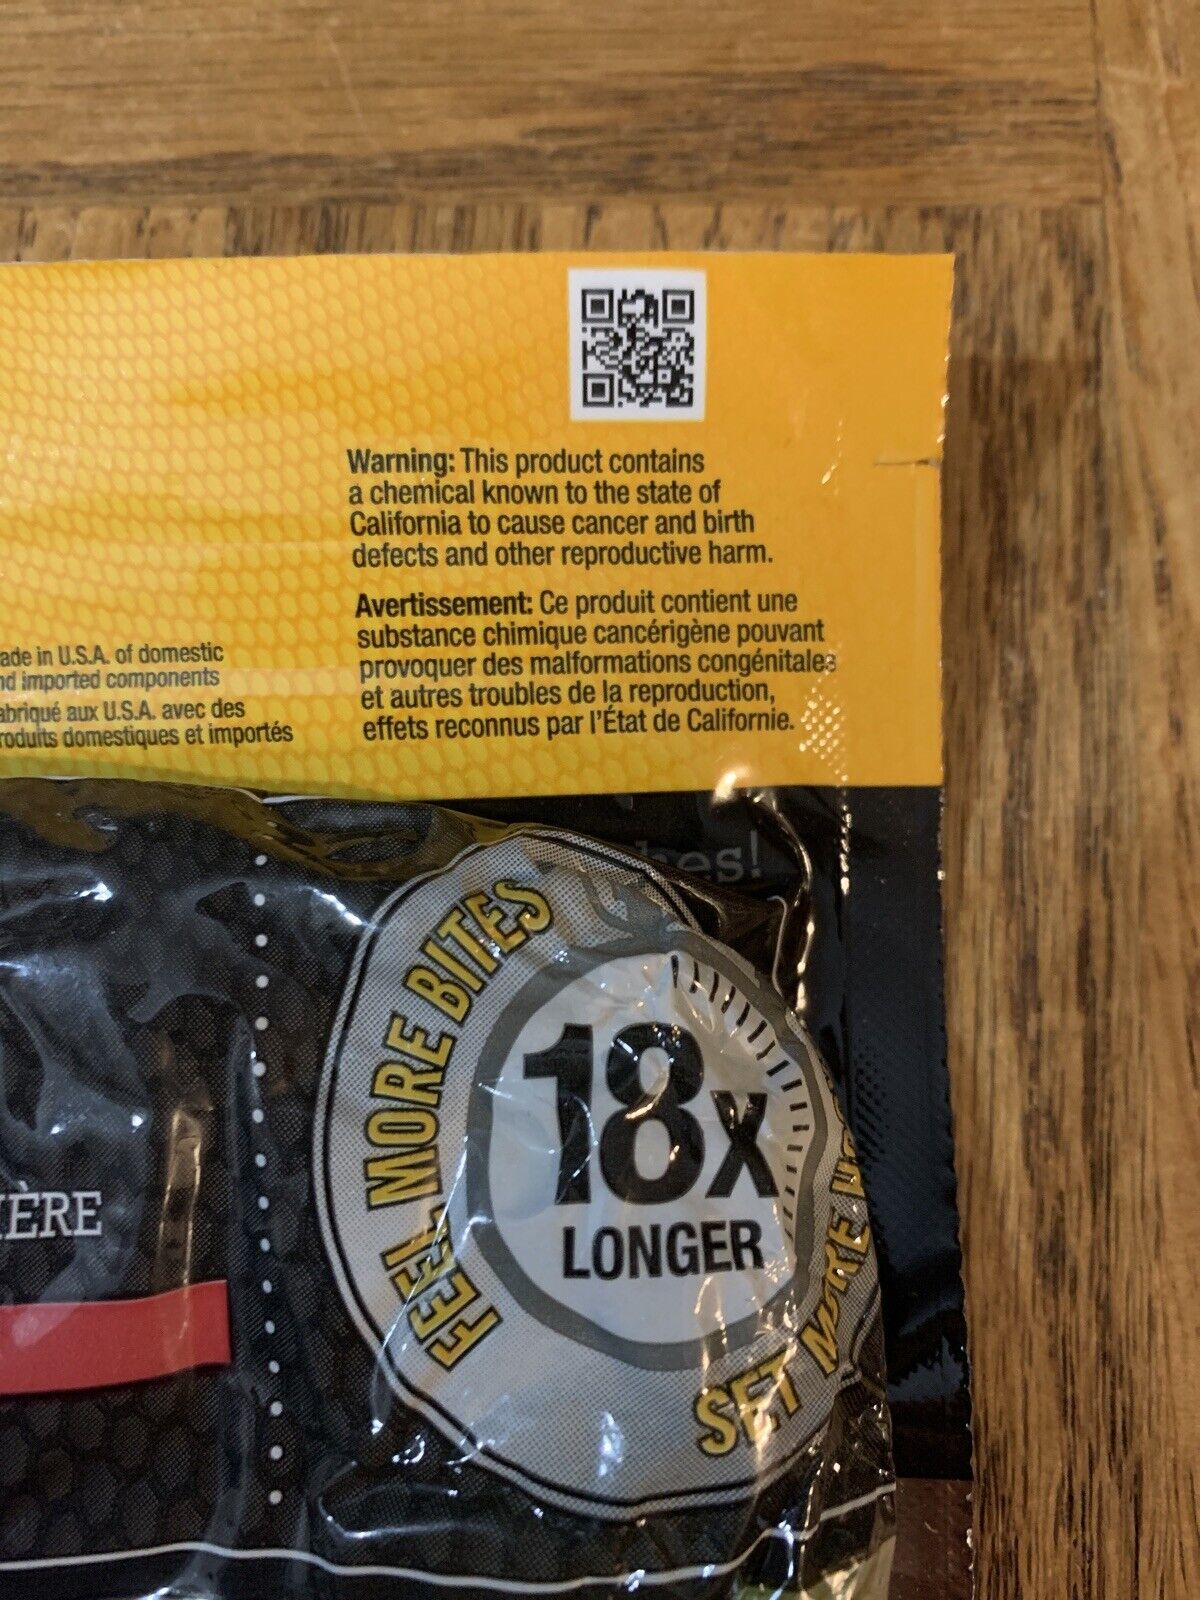 Warning: This product contains
a chemical known to the state of
California to cause cancer and birth
defects and other reproductive harm.
Avertissement: Ce produit contient une
substance chimique cancérigène pouvant
provoquer des malformations congénitales
et autres troubles de la reproduction,
effets reconnus par l'État de Californie.
ade in U.S.A. of domestic
nd imported components
abriqué aux U.S.A. avec des
roduits domestiques et importés
FEEL MORE BITES
18x
LONGER
SET MORE
IÈRE